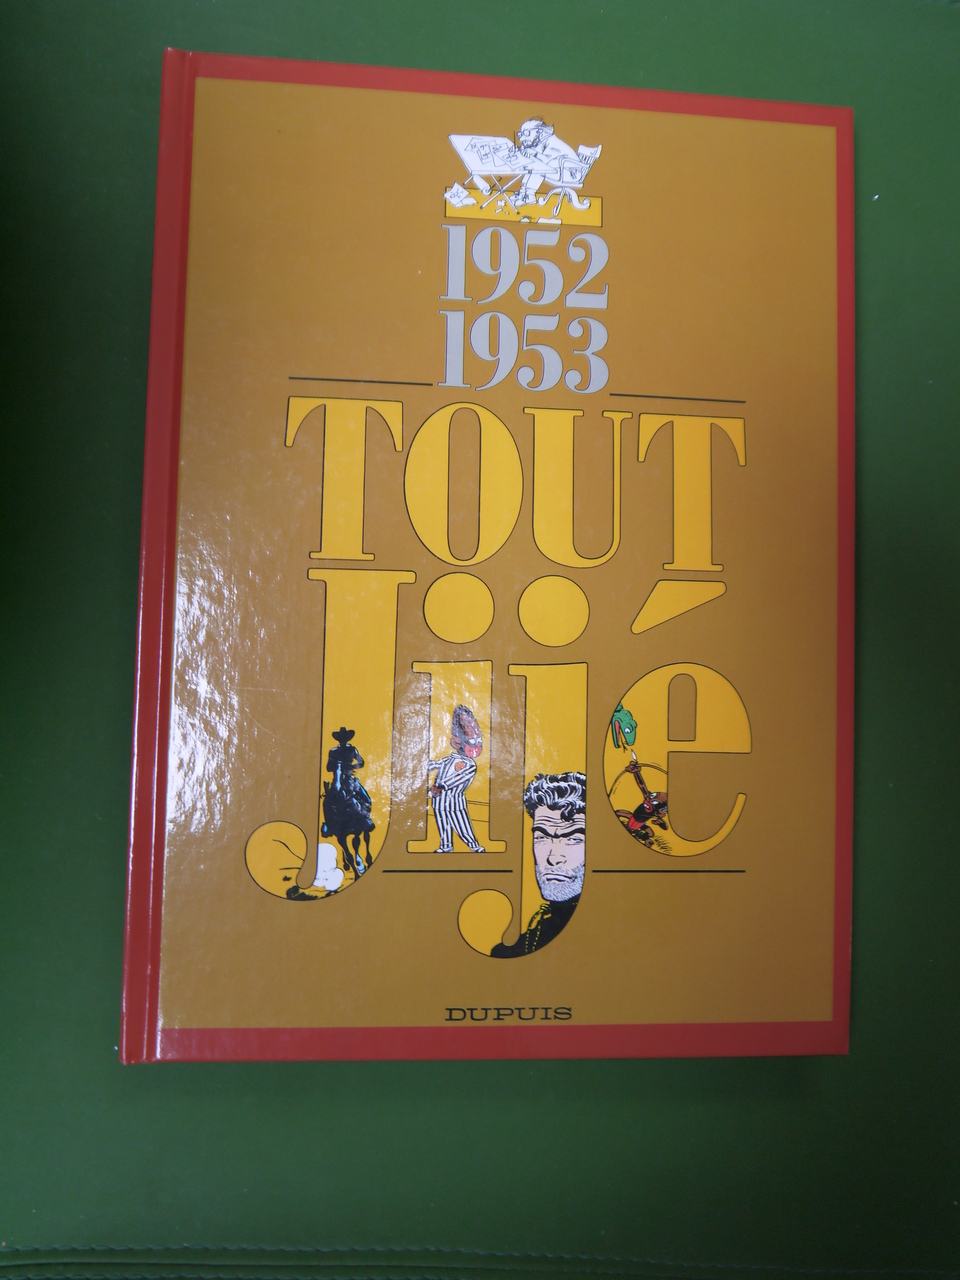 1952
1953
TOUT
Jijé
DUPUIS